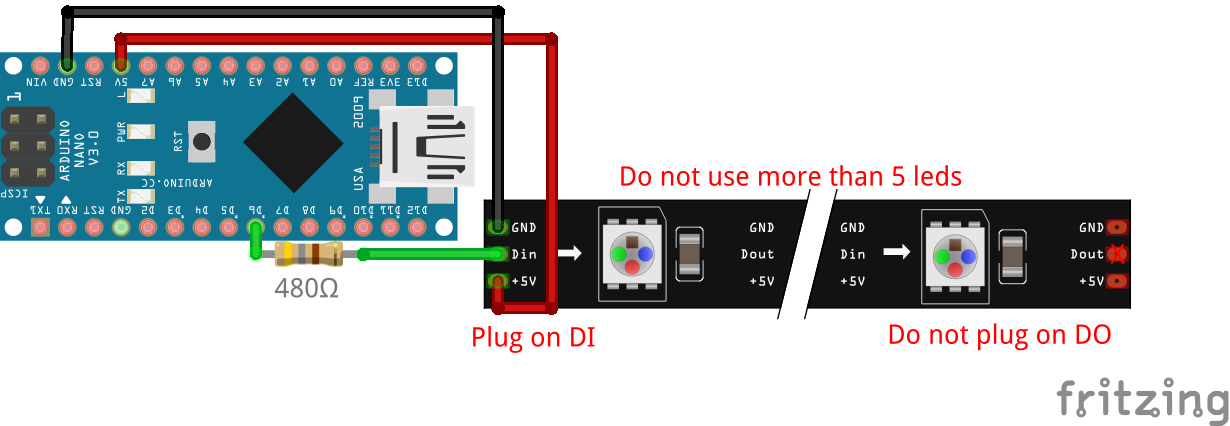 VIN GND RST 5V A7 A6 A5 A4 A3 A2 A1 A0 REF 3V3 D13
1
L
PWR
RX
TX
ARDUINO
NANO
V3.0
RST
ARDUINO.CC
2009
USA
ICSP
TX1 RX0 RST GND D2 D3 D4 D5 D6 D7 D8 D9 D10 D11 D12
480Ω
Do not use more than 5 leds
GND GND GND GND
Din Dout Din Dout
+5V +5V +5V +5V
Plug on DI
Do not plug on DO
fritzing